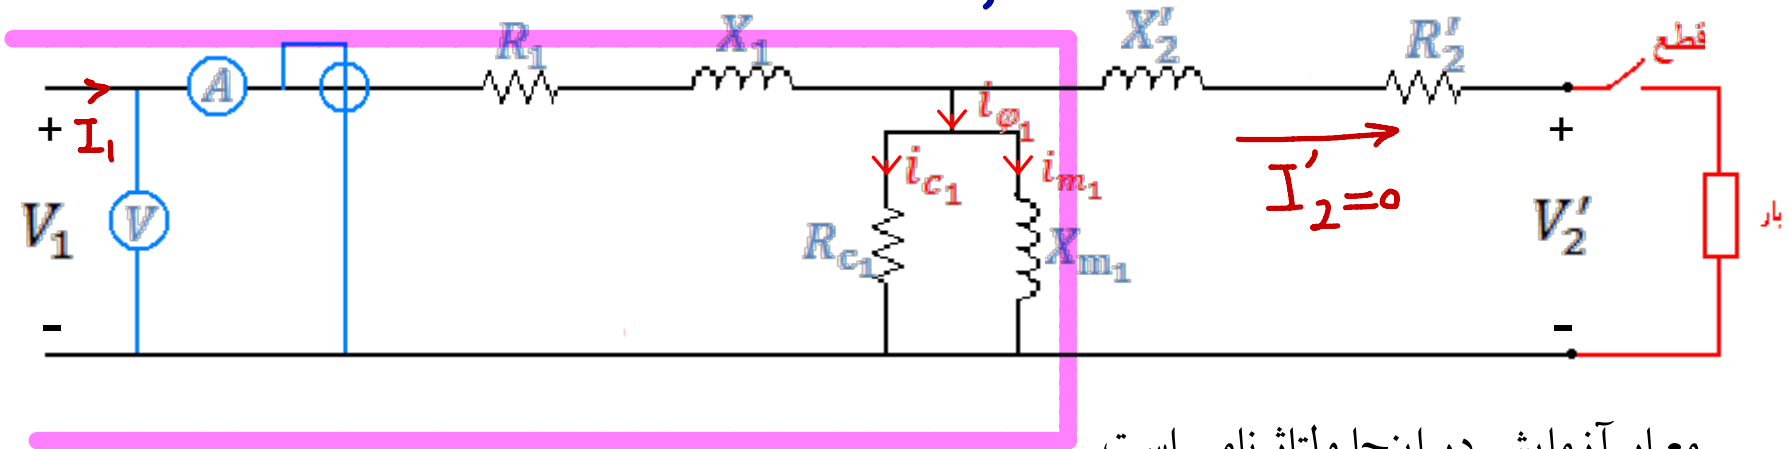 R₁
X₁
X′₂
R′₂
قطع
A
I₁
+
V₁
V
-
iφ₁
ic₁
im₁
Rc₁
Xm₁
I′₂=0
+
V′₂
-
بار